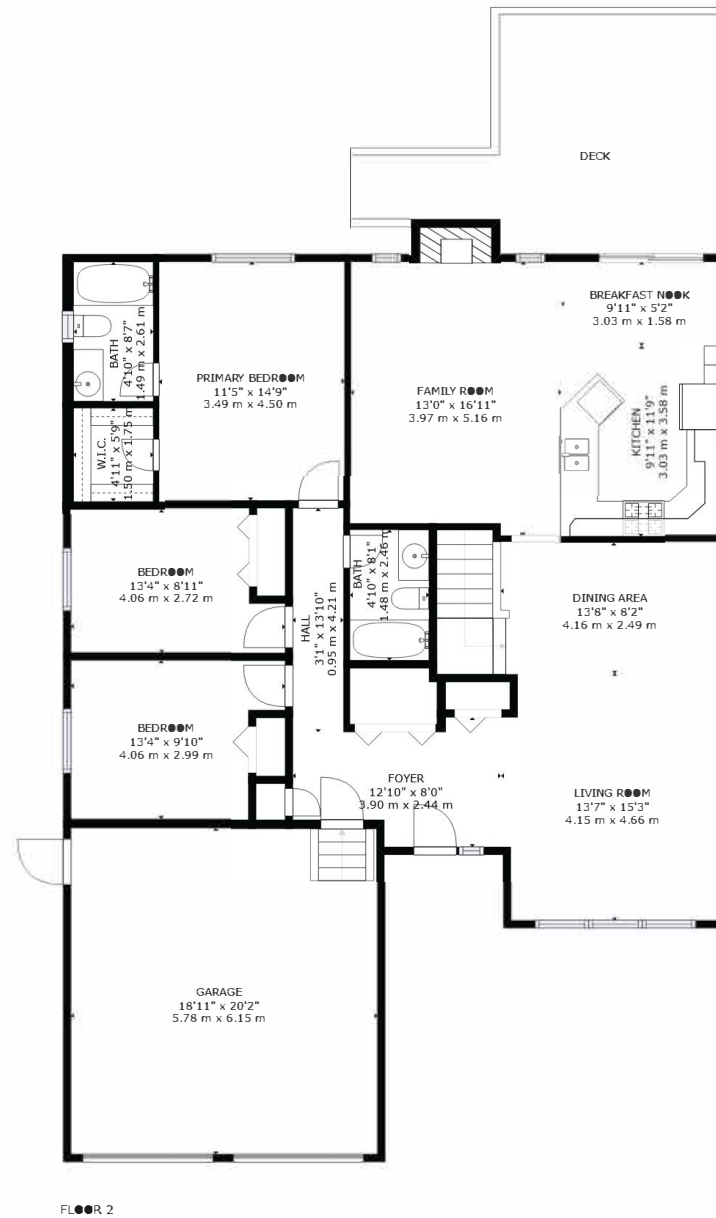 DECK
BREAKFAST NOOK
9'11" x 5'2"
3.03 m x 1.58 m
BATH
4'10" x 8'7"
1.49 m x 2.61 m
PRIMARY BEDROOM
11'5" x 14'9"
3.49 m x 4.50 m
FAMILY ROOM
13'0" x 16'11"
3.97 m x 5.16 m
KITCHEN
9'11" x 11'9"
3.03 m x 3.58 m
W.I.C.
4'11" x 5'9"
1.50 m x 1.75 m
BEDROOM
13'4" x 8'11"
4.06 m x 2.72 m
HALL
3'1" x 13'10"
0.95 m x 4.21 m
BATH
4'10" x 8'1"
1.48 m x 2.46 m
DINING AREA
13'8" x 8'2"
4.16 m x 2.49 m
BEDROOM
13'4" x 9'10"
4.06 m x 2.99 m
FOYER
12'10" x 8'0"
3.90 m x 2.44 m
LIVING ROOM
13'7" x 15'3"
4.15 m x 4.66 m
GARAGE
18'11" x 20'2"
5.78 m x 6.15 m
FLOOR 2